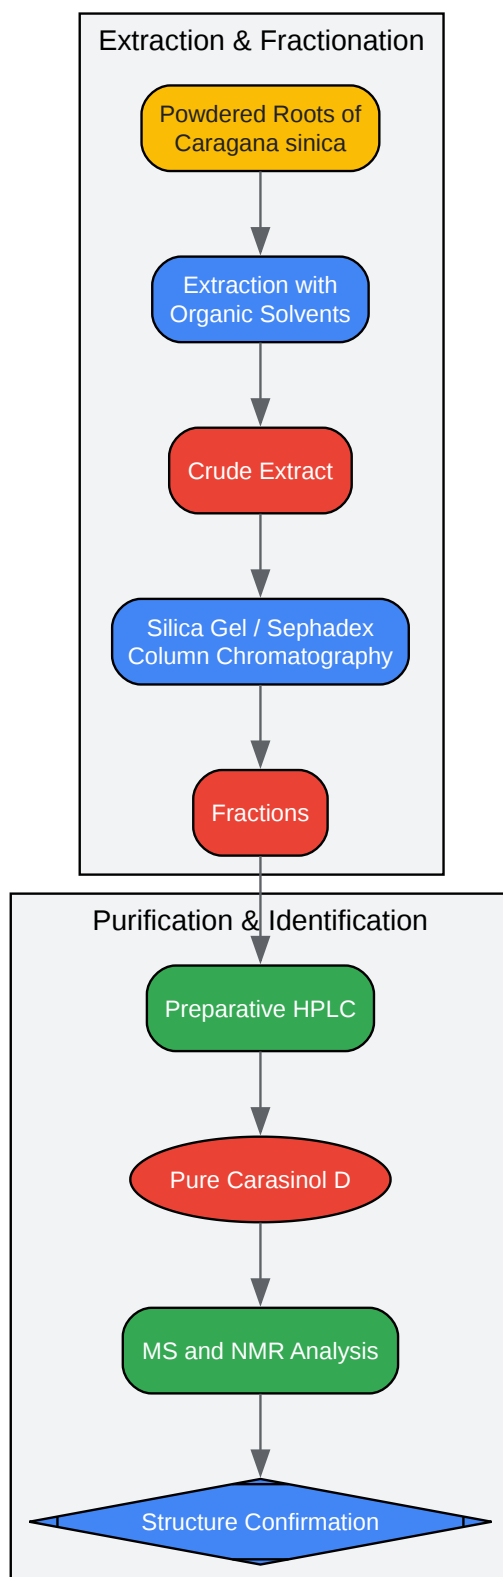 Extraction & Fractionation
Powdered Roots of
Caragana sinica
Extraction with
Organic Solvents
Crude Extract
Silica Gel / Sephadex
Column Chromatography
Fractions
Purification & Identification
Preparative HPLC
Pure Carasinol D
MS and NMR Analysis
Structure Confirmation